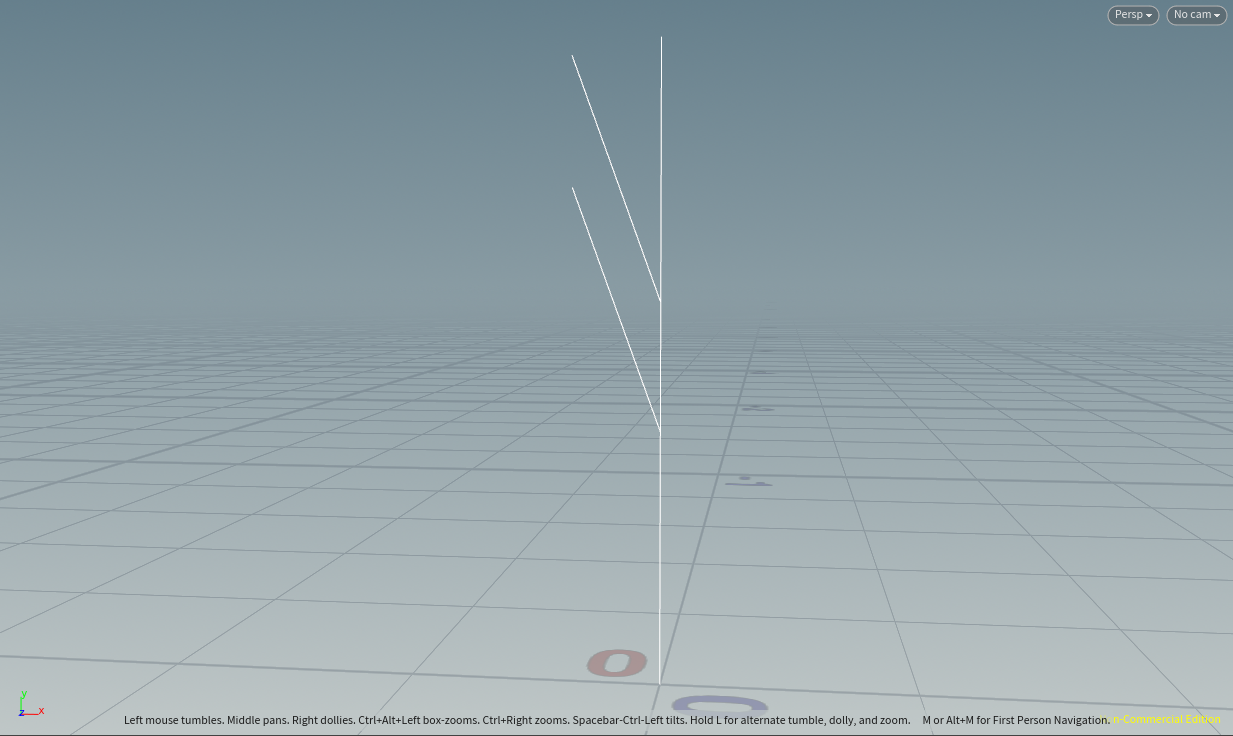 Persp No cam
0
0
y
z x
Left mouse tumbles. Middle pans. Right dollies. Ctrl+Alt+Left box-zooms. Ctrl+Right zooms. Spacebar-Ctrl-Left tilts. Hold L for alternate tumble, dolly, and zoom. M or Alt+M for First Person Navigation. n-Commercial Edition